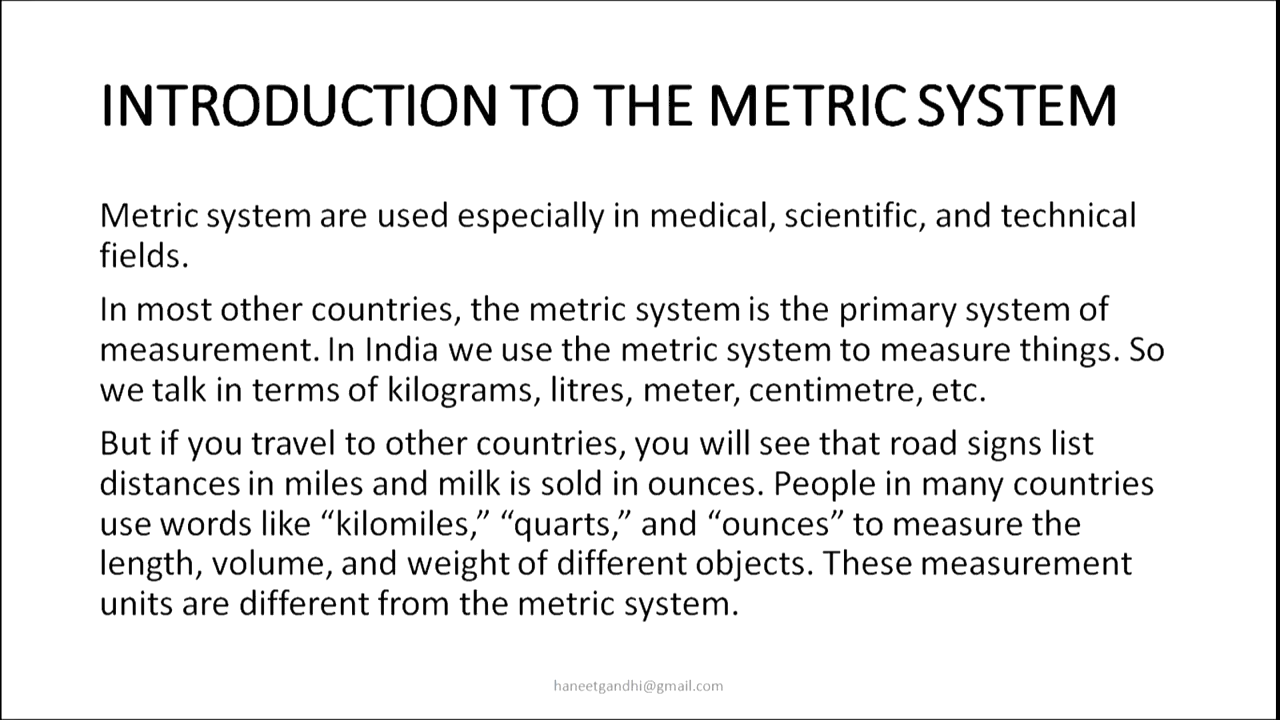 INTRODUCTION TO THE METRIC SYSTEM
Metric system are used especially in medical, scientific, and technical
fields.
In most other countries, the metric system is the primary system of
measurement. In India we use the metric system to measure things. So
we talk in terms of kilograms, litres, meter, centimetre, etc.
But if you travel to other countries, you will see that road signs list
distances in miles and milk is sold in ounces. People in many countries
use words like “kilomiles,” “quarts,” and “ounces” to measure the
length, volume, and weight of different objects. These measurement
units are different from the metric system.
haneetgandhi@gmail.com